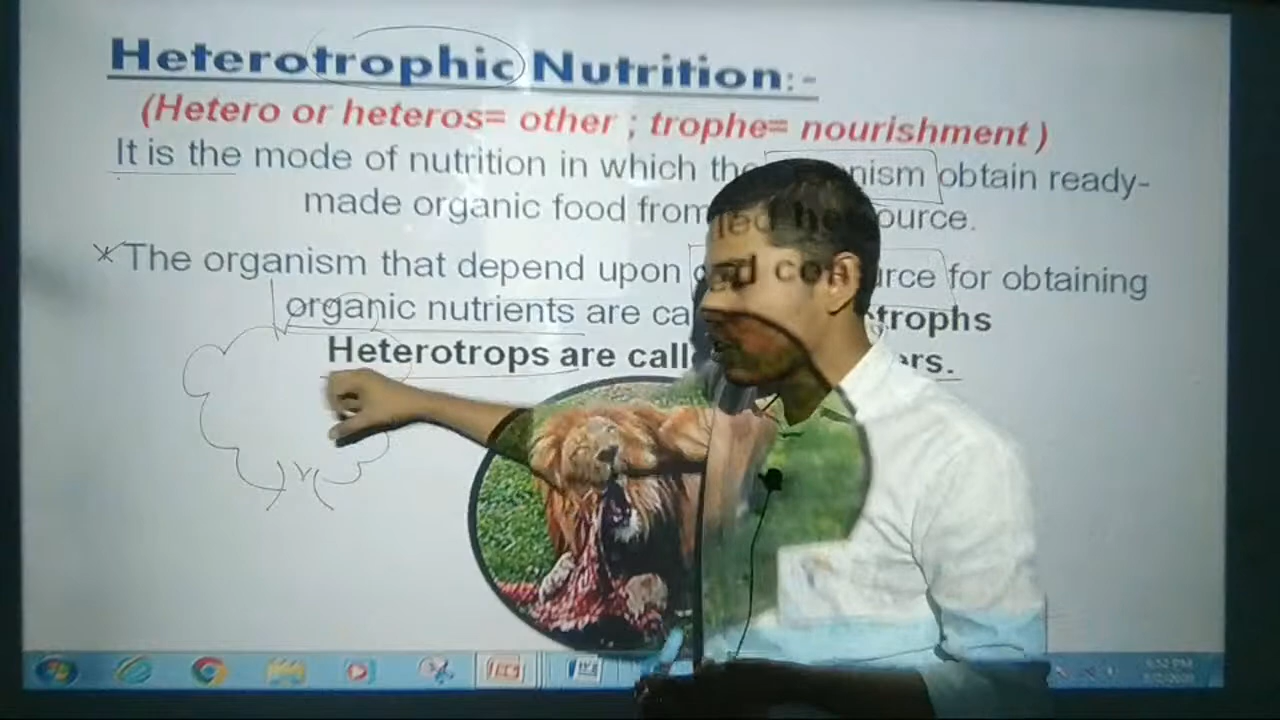 Heterotrophic Nutrition:-
(Hetero or heteros= other ; trophe= nourishment )
It is the mode of nutrition in which the nism obtain ready-
made organic food from ource.
*The organism that depend upon urce for obtaining
organic nutrients are ca trophs
Heterotrops are call ers.